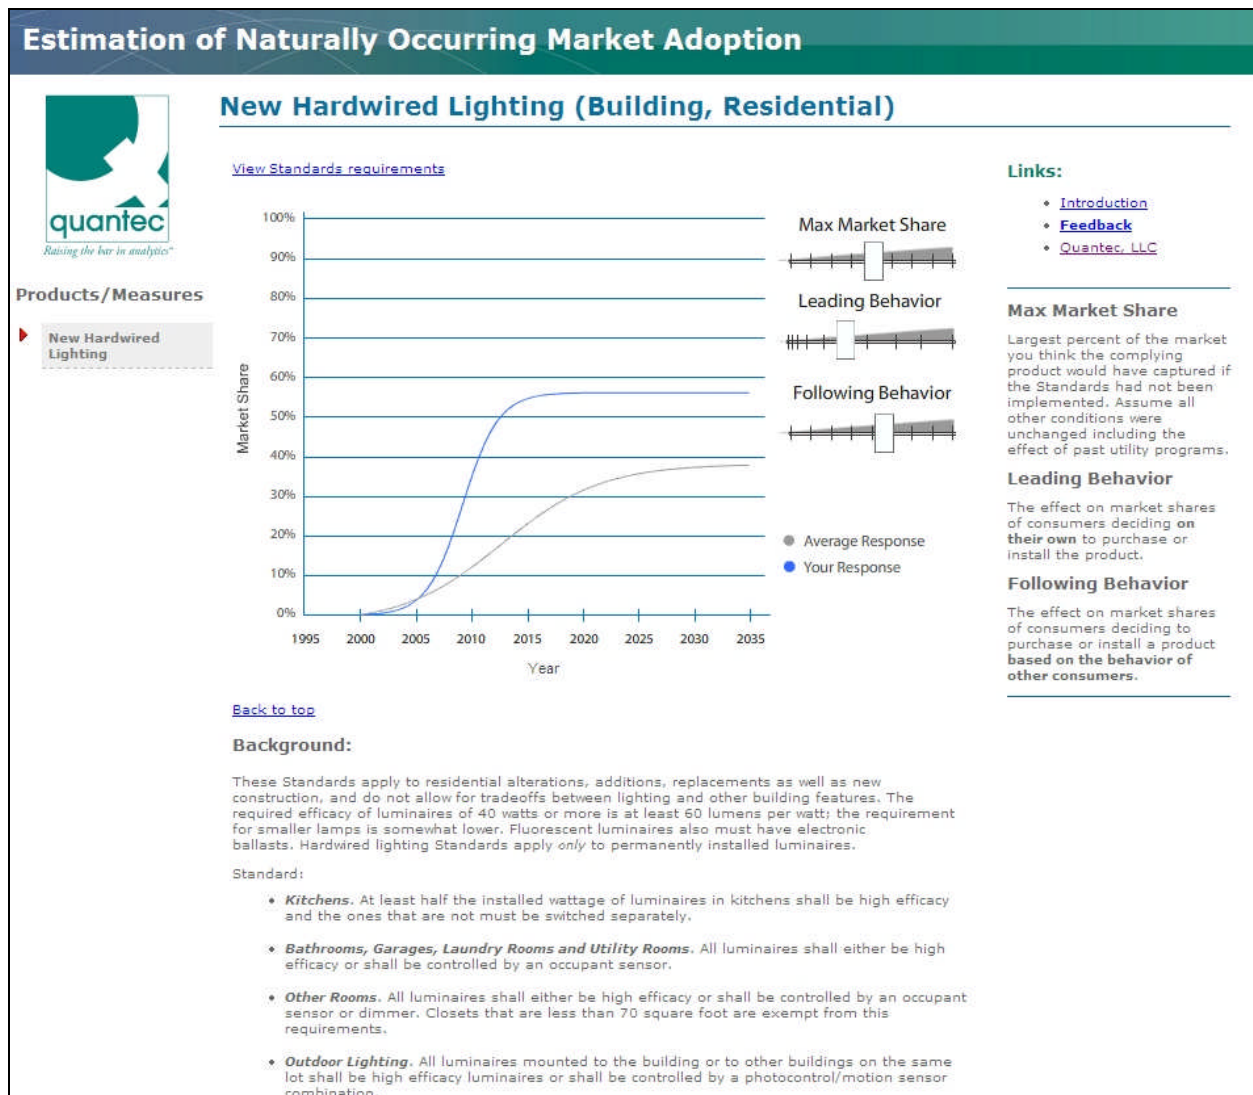 Estimation of Naturally Occurring Market Adoption
quantec
Raising the bar in analytics
Products/Measures
New Hardwired
Lighting
New Hardwired Lighting (Building, Residential)
View Standards requirements
100%
90%
80%
70%
60%
50%
40%
30%
20%
10%
0%
Market Share
1995 2000 2005 2010 2015 2020 2025 2030 2035
Year
Max Market Share
Leading Behavior
Following Behavior
Average Response
Your Response
Links:
Introduction
Feedback
Quantec, LLC
Max Market Share
Largest percent of the market
you think the complying
product would have captured if
the Standards had not been
implemented. Assume all
other conditions were
unchanged including the
effect of past utility programs.
Leading Behavior
The effect on market shares
of consumers deciding on
their own to purchase or
install the product.
Following Behavior
The effect on market shares
of consumers deciding to
purchase or install a product
based on the behavior of
other consumers.
Back to top
Background:
These Standards apply to residential alterations, additions, replacements as well as new
construction, and do not allow for tradeoffs between lighting and other building features. The
required efficacy of luminaires of 40 watts or more is at least 60 lumens per watt; the requirement
for smaller lamps is somewhat lower. Fluorescent luminaires also must have electronic
ballasts. Hardwired lighting Standards apply only to permanently installed luminaires.
Standard:
Kitchens. At least half the installed wattage of luminaires in kitchens shall be high efficacy
and the ones that are not must be switched separately.
Bathrooms, Garages, Laundry Rooms and Utility Rooms. All luminaires shall either be high
efficacy or shall be controlled by an occupant sensor.
Other Rooms. All luminaires shall either be high efficacy or shall be controlled by an occupant
sensor or dimmer. Closets that are less than 70 square foot are exempt from this
requirements.
Outdoor Lighting. All luminaires mounted to the building or to other buildings on the same
lot shall be high efficacy luminaires or shall be controlled by a photocontrol/motion sensor
combination.